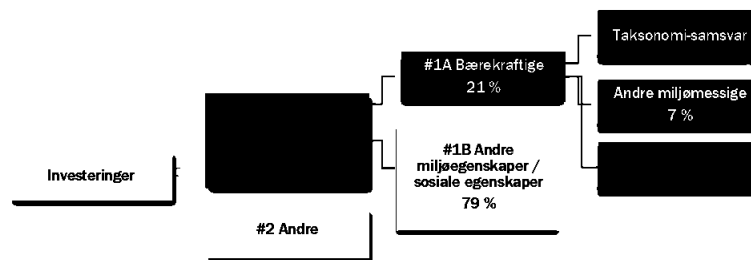 Investeringer
#2 Andre
#1A Bærekraftige
21 %
#1B Andre
miljøegenskaper /
sosiale egenskaper
79 %
Taksonomi-samsvar
Andre miljømessige
7 %